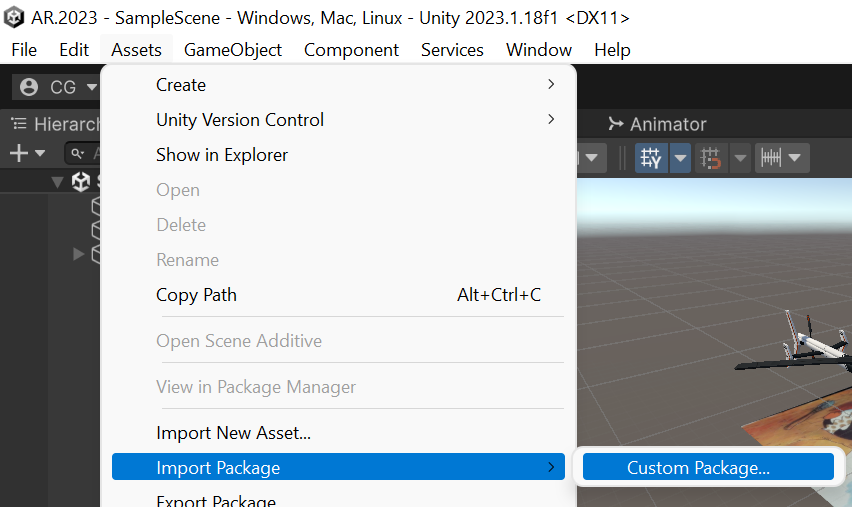 AR.2023 - SampleScene - Windows, Mac, Linux - Unity 2023.1.18f1 <DX11>
File Edit Assets GameObject Component Services Window Help
CG
Create
Unity Version Control
Hierarch
Animator
Show in Explorer
Open
Delete
Rename
Copy Path Alt+Ctrl+C
Open Scene Additive
View in Package Manager
Import New Asset...
Import Package
Custom Package...
Export Package